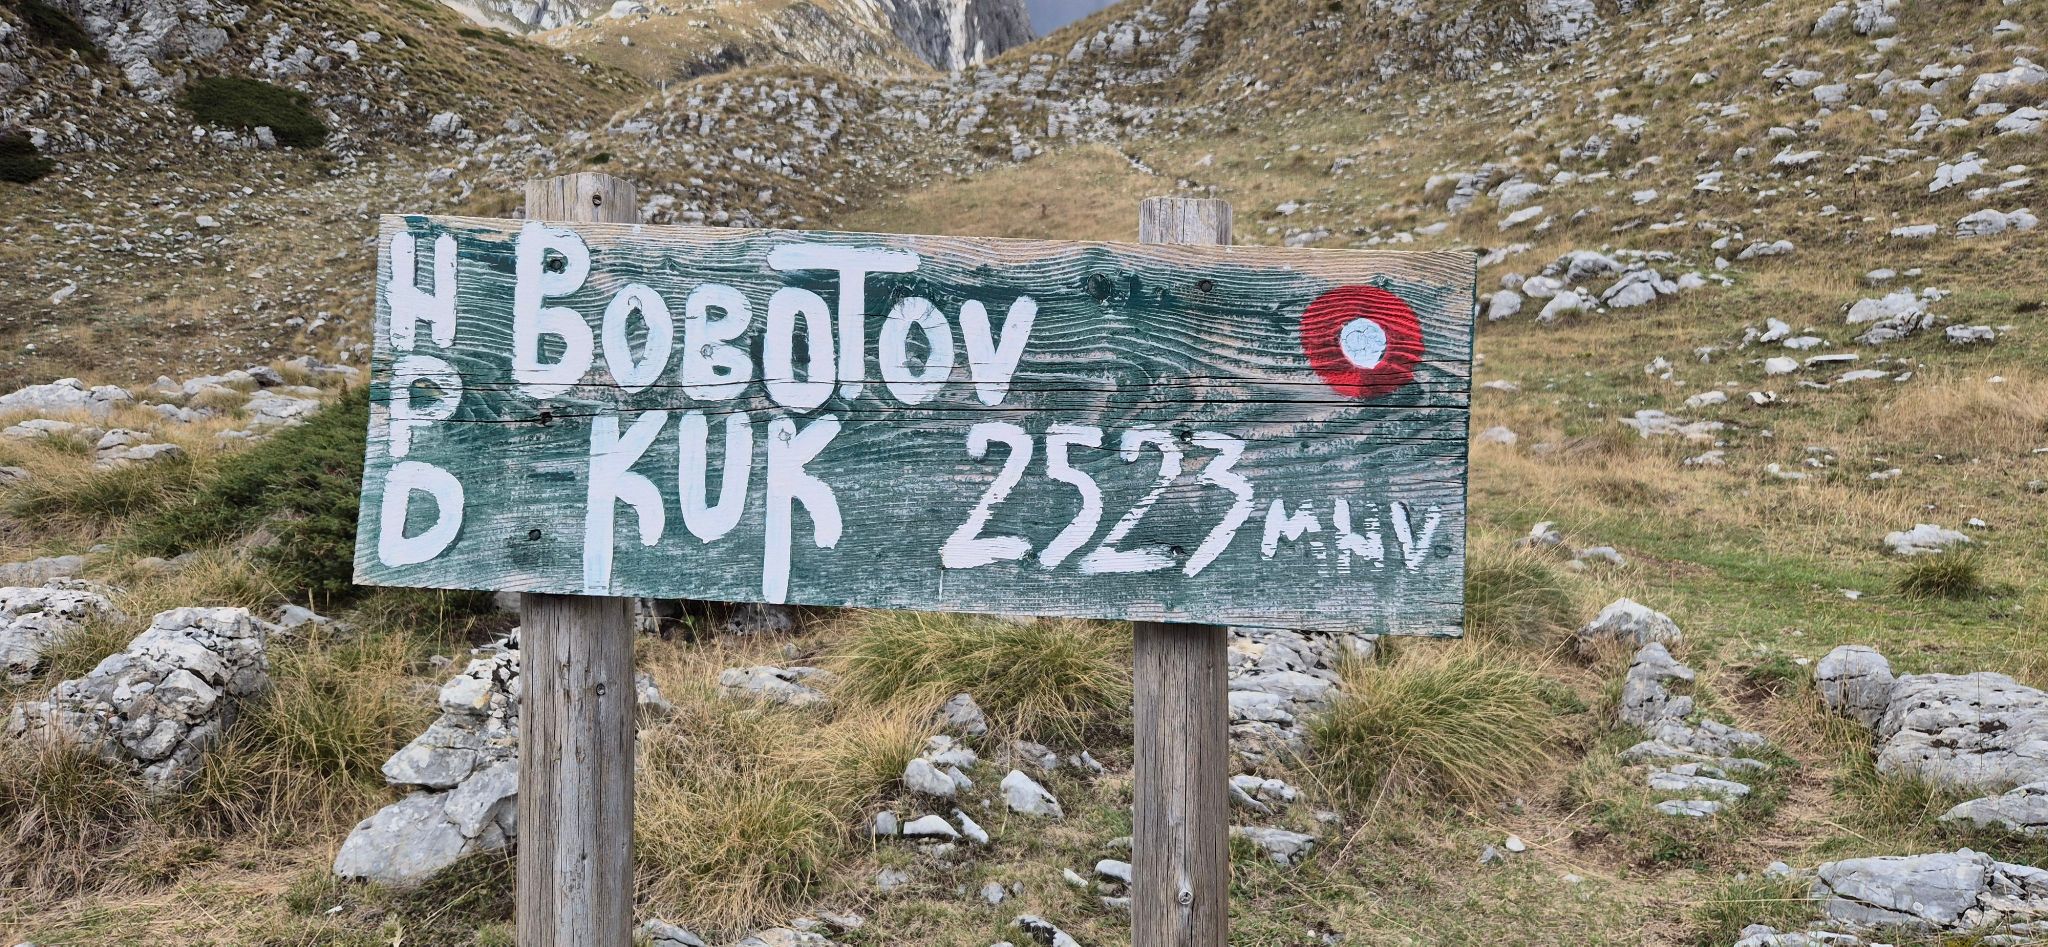 HPD
BOBOTOV
KUK 2523 MNV